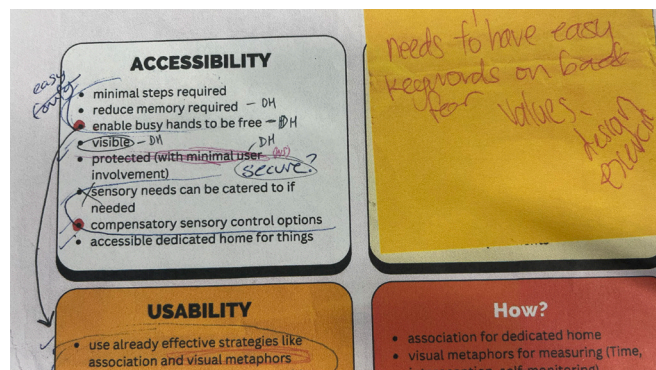 ACCESSIBILITY
easy
• minimal steps required
• reduce memory required - DH
• enable busy hands to be free - DH
• visible - DH
DH
• protected (with minimal user
involvement)
secure?
• sensory needs can be catered to if
needed
• compensatory sensory control options
• accessible dedicated home for things
needs to have easy
keywords on back
for values.
design
USABILITY
• use already effective strategies like
association and visual metaphors
How?
• association for dedicated home
• visual metaphors for measuring (Time,